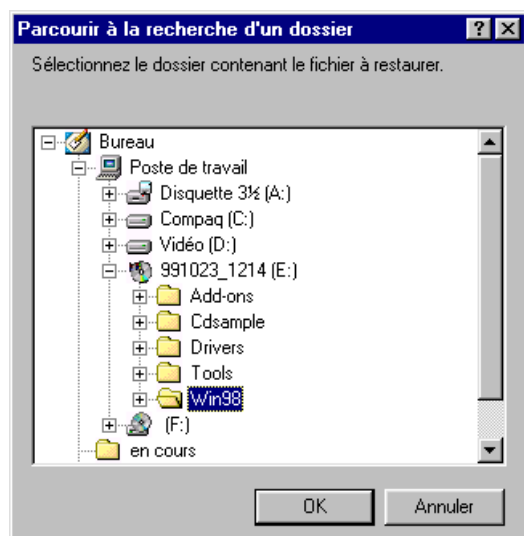 Parcourir à la recherche d'un dossier
Sélectionnez le dossier contenant le fichier à restaurer.
Bureau
Poste de travail
Disquette 3½ (A:)
Compaq (C:)
Vidéo (D:)
991023_1214 (E:)
Add-ons
Cdsample
Drivers
Tools
Win98
(F:)
en cours
OK Annuler